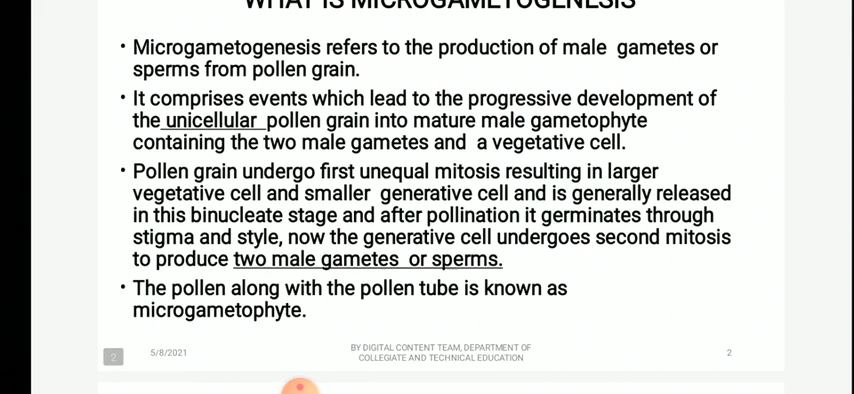 WHAT IS MICROGAMETOGENESIS
• Microgametogenesis refers to the production of male gametes or
sperms from pollen grain.
• It comprises events which lead to the progressive development of
the unicellular pollen grain into mature male gametophyte
containing the two male gametes and a vegetative cell.
• Pollen grain undergo first unequal mitosis resulting in larger
vegetative cell and smaller generative cell and is generally released
in this binucleate stage and after pollination it germinates through
stigma and style, now the generative cell undergoes second mitosis
to produce two male gametes or sperms.
• The pollen along with the pollen tube is known as
microgametophyte.
2
5/8/2021
BY DIGITAL CONTENT TEAM, DEPARTMENT OF
COLLEGIATE AND TECHNICAL EDUCATION
2